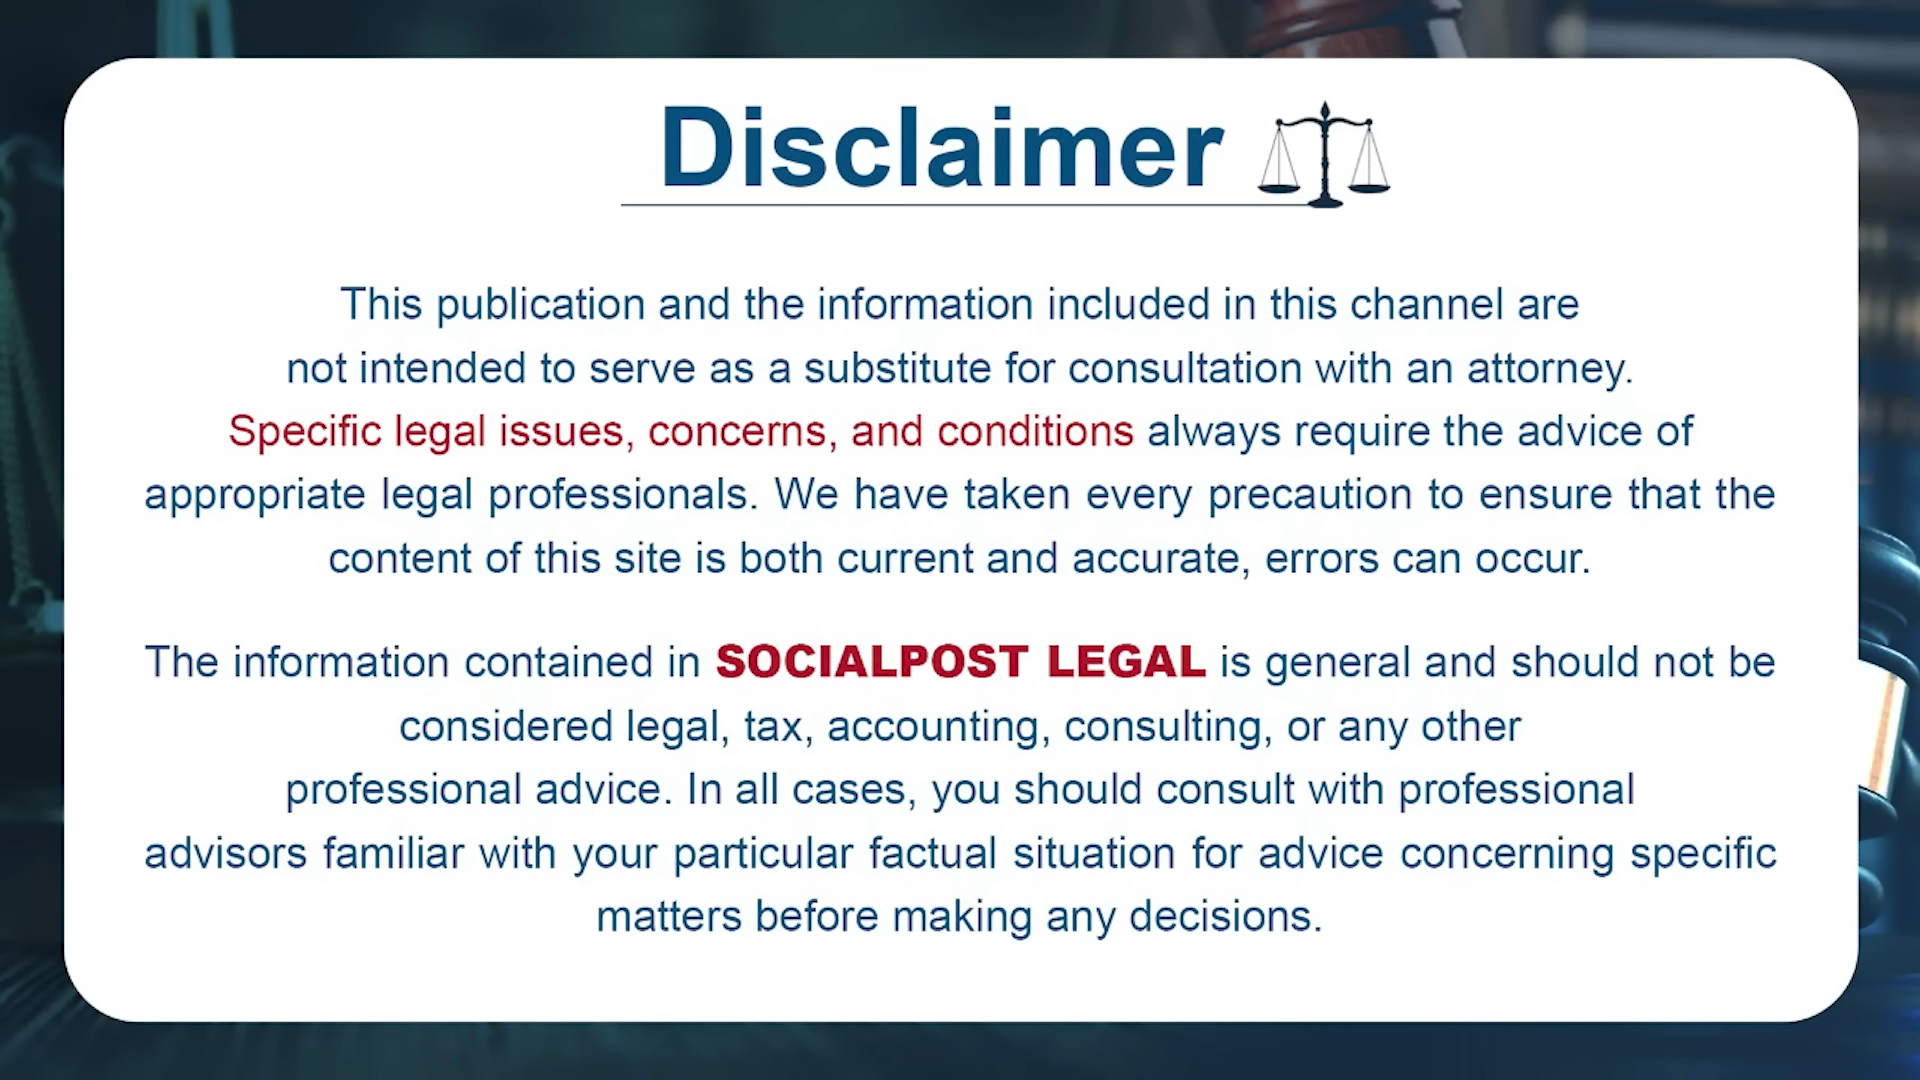 Disclaimer
This publication and the information included in this channel are
not intended to serve as a substitute for consultation with an attorney.
Specific legal issues, concerns, and conditions always require the advice of
appropriate legal professionals. We have taken every precaution to ensure that the
content of this site is both current and accurate, errors can occur.
The information contained in SOCIALPOST LEGAL is general and should not be
considered legal, tax, accounting, consulting, or any other
professional advice. In all cases, you should consult with professional
advisors familiar with your particular factual situation for advice concerning specific
matters before making any decisions.